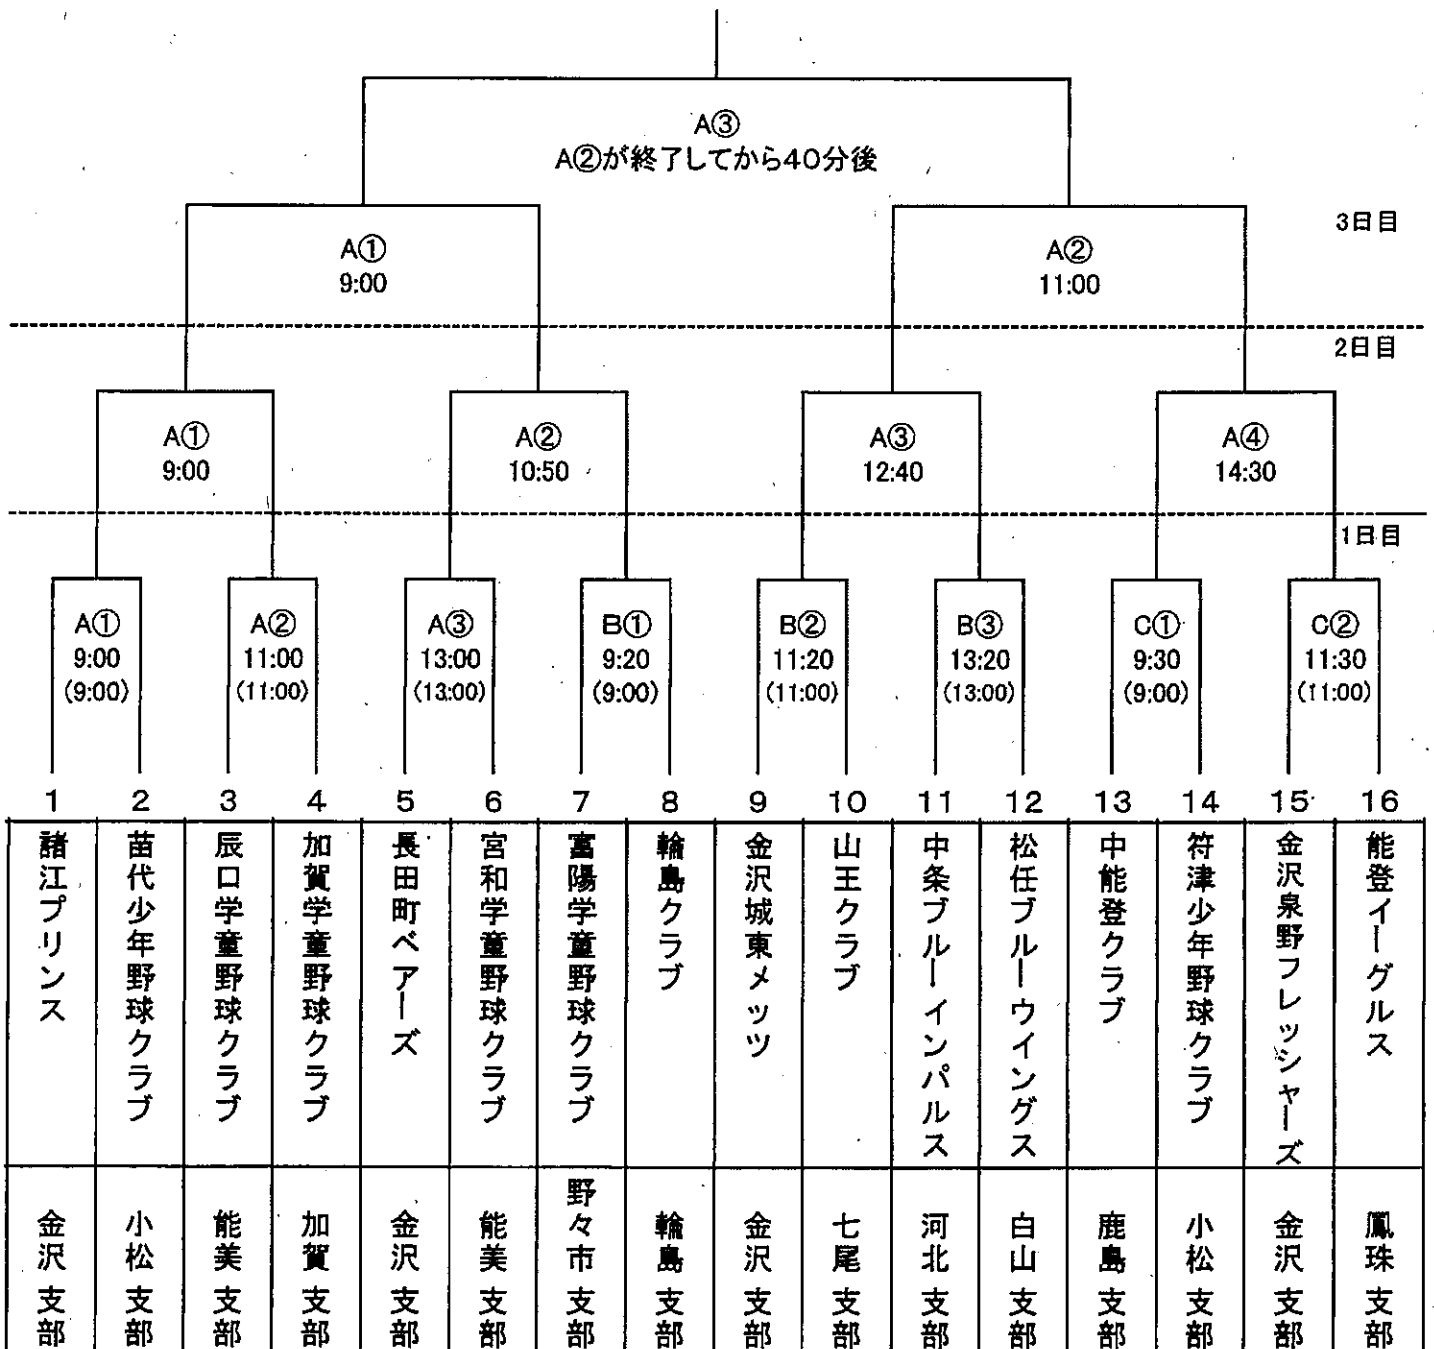 A③
A②が終了してから40分後
3日目
A①
9:00
A②
11:00
2日目
A①
9:00
A②
10:50
A③
12:40
A④
14:30
1日目
A①
9:00
(9:00)
A②
11:00
(11:00)
A③
13:00
(13:00)
B①
9:20
(9:00)
B②
11:20
(11:00)
B③
13:20
(13:00)
C①
9:30
(9:00)
C②
11:30
(11:00)
1
2
3
4
5
6
7
8
9
10
11
12
13
14
15
16
諸江プリンス
苗代少年野球クラブ
辰口学童野球クラブ
加賀学童野球クラブ
長田町ベアーズ
宮和学童野球クラブ
富陽学童野球クラブ
輪島クラブ
金沢城東メッツ
山王クラブ
中条ブルーインパルス
松任ブルーウイングス
中能登クラブ
符津少年野球クラブ
金沢泉野フレッシャーズ
能登イーグルス
金沢支部
小松支部
能美支部
加賀支部
金沢支部
能美支部
野々市支部
輪島支部
金沢支部
七尾支部
河北支部
白山支部
鹿島支部
小松支部
金沢支部
鳳珠支部